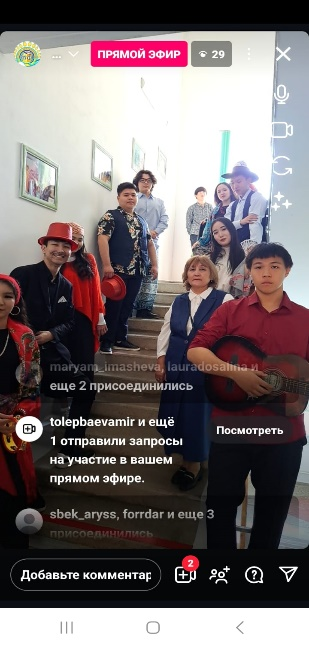 ... ПРЯМОЙ ЭФИР 29
maryam_imasheva, lauradosalina и
еще 2 присоединились
tolepbaevamir и ещё
1 отправили запросы
на участие в вашем
прямом эфире.
Посмотреть
sbek_aryss, forrdar и еще 3
присоединились
2
Добавьте комментар